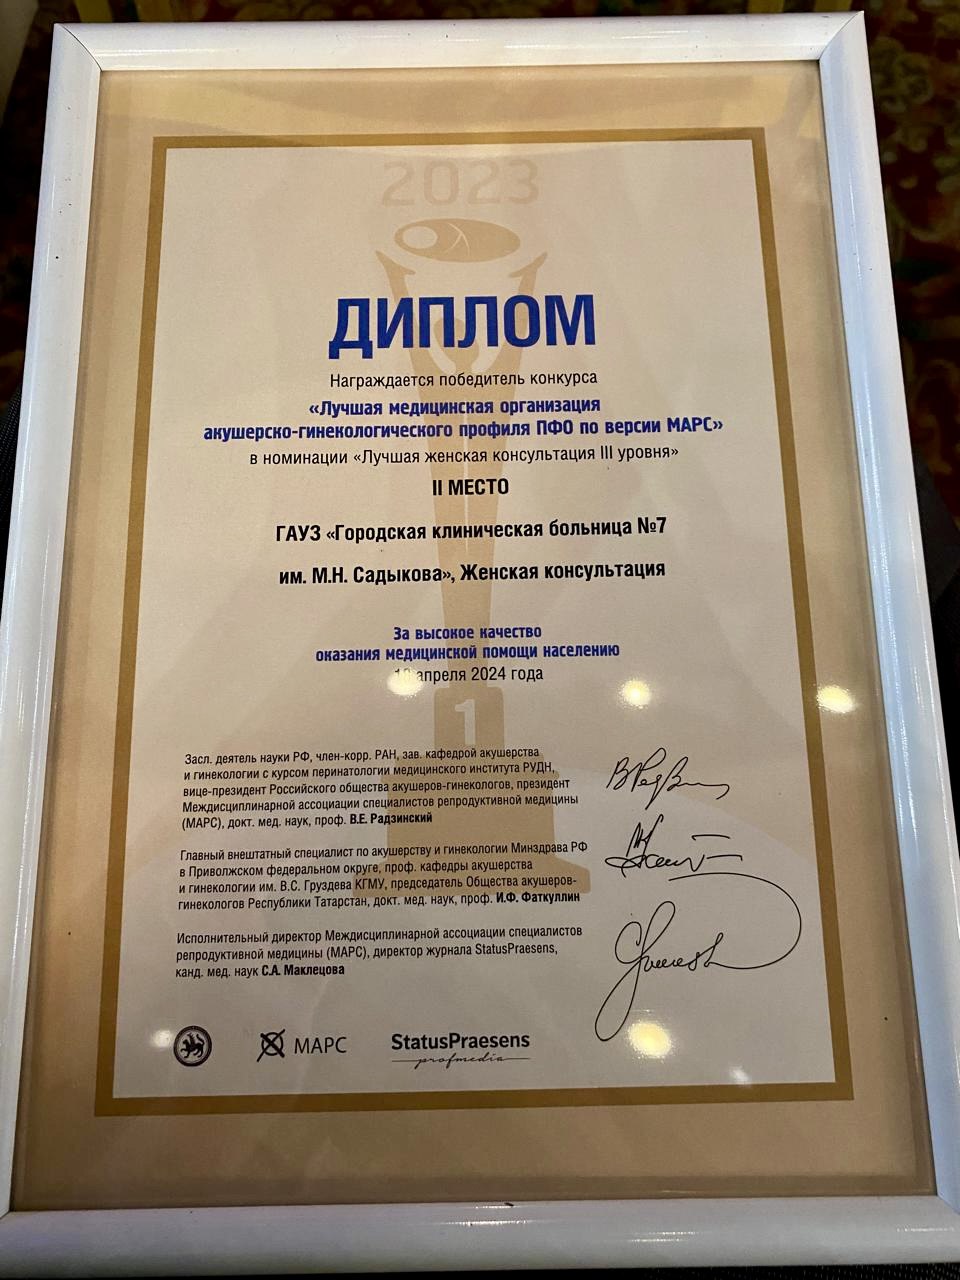 2023
ДИПЛОМ
Награждается победитель конкурса
«Лучшая медицинская организация
акушерско-гинекологического профиля ПФО по версии МАРС»
в номинации «Лучшая женская консультация III уровня»
II МЕСТО
ГАУЗ «Городская клиническая больница №7
им. М.Н. Садыкова», Женская консультация
За высокое качество
оказания медицинской помощи населению
апреля 2024 года
1
Засл. деятель науки РФ, член-корр. РАН, зав. кафедрой акушерства
и гинекологии с курсом перинатологии медицинского института РУДН,
вице-президент Российского общества акушеров-гинекологов, президент
Междисциплинарной ассоциации специалистов репродуктивной медицины
(МАРС), докт. мед. наук, проф. В.Е. Радзинский
Главный внештатный специалист по акушерству и гинекологии Минздрава РФ
в Приволжском федеральном округе, проф. кафедры акушерства
и гинекологии им. В.С. Груздева КГМУ, председатель Общества акушеров-
гинекологов Республики Татарстан, докт. мед. наук, проф. И.Ф. Фаткуллин
Исполнительный директор Междисциплинарной ассоциации специалистов
репродуктивной медицины (МАРС), директор журнала StatusPraesens,
канд. мед. наук С.А. Маклецова
МАРС
StatusPraesens
profmedia